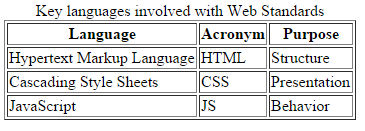 Key languages involved with Web Standards
Language Acronym Purpose
Hypertext Markup Language HTML Structure
Cascading Style Sheets CSS Presentation
JavaScript JS Behavior